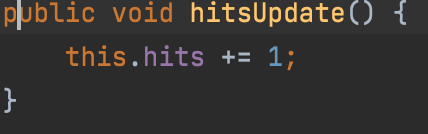 public void hitsUpdate() {
    this.hits += 1;
}